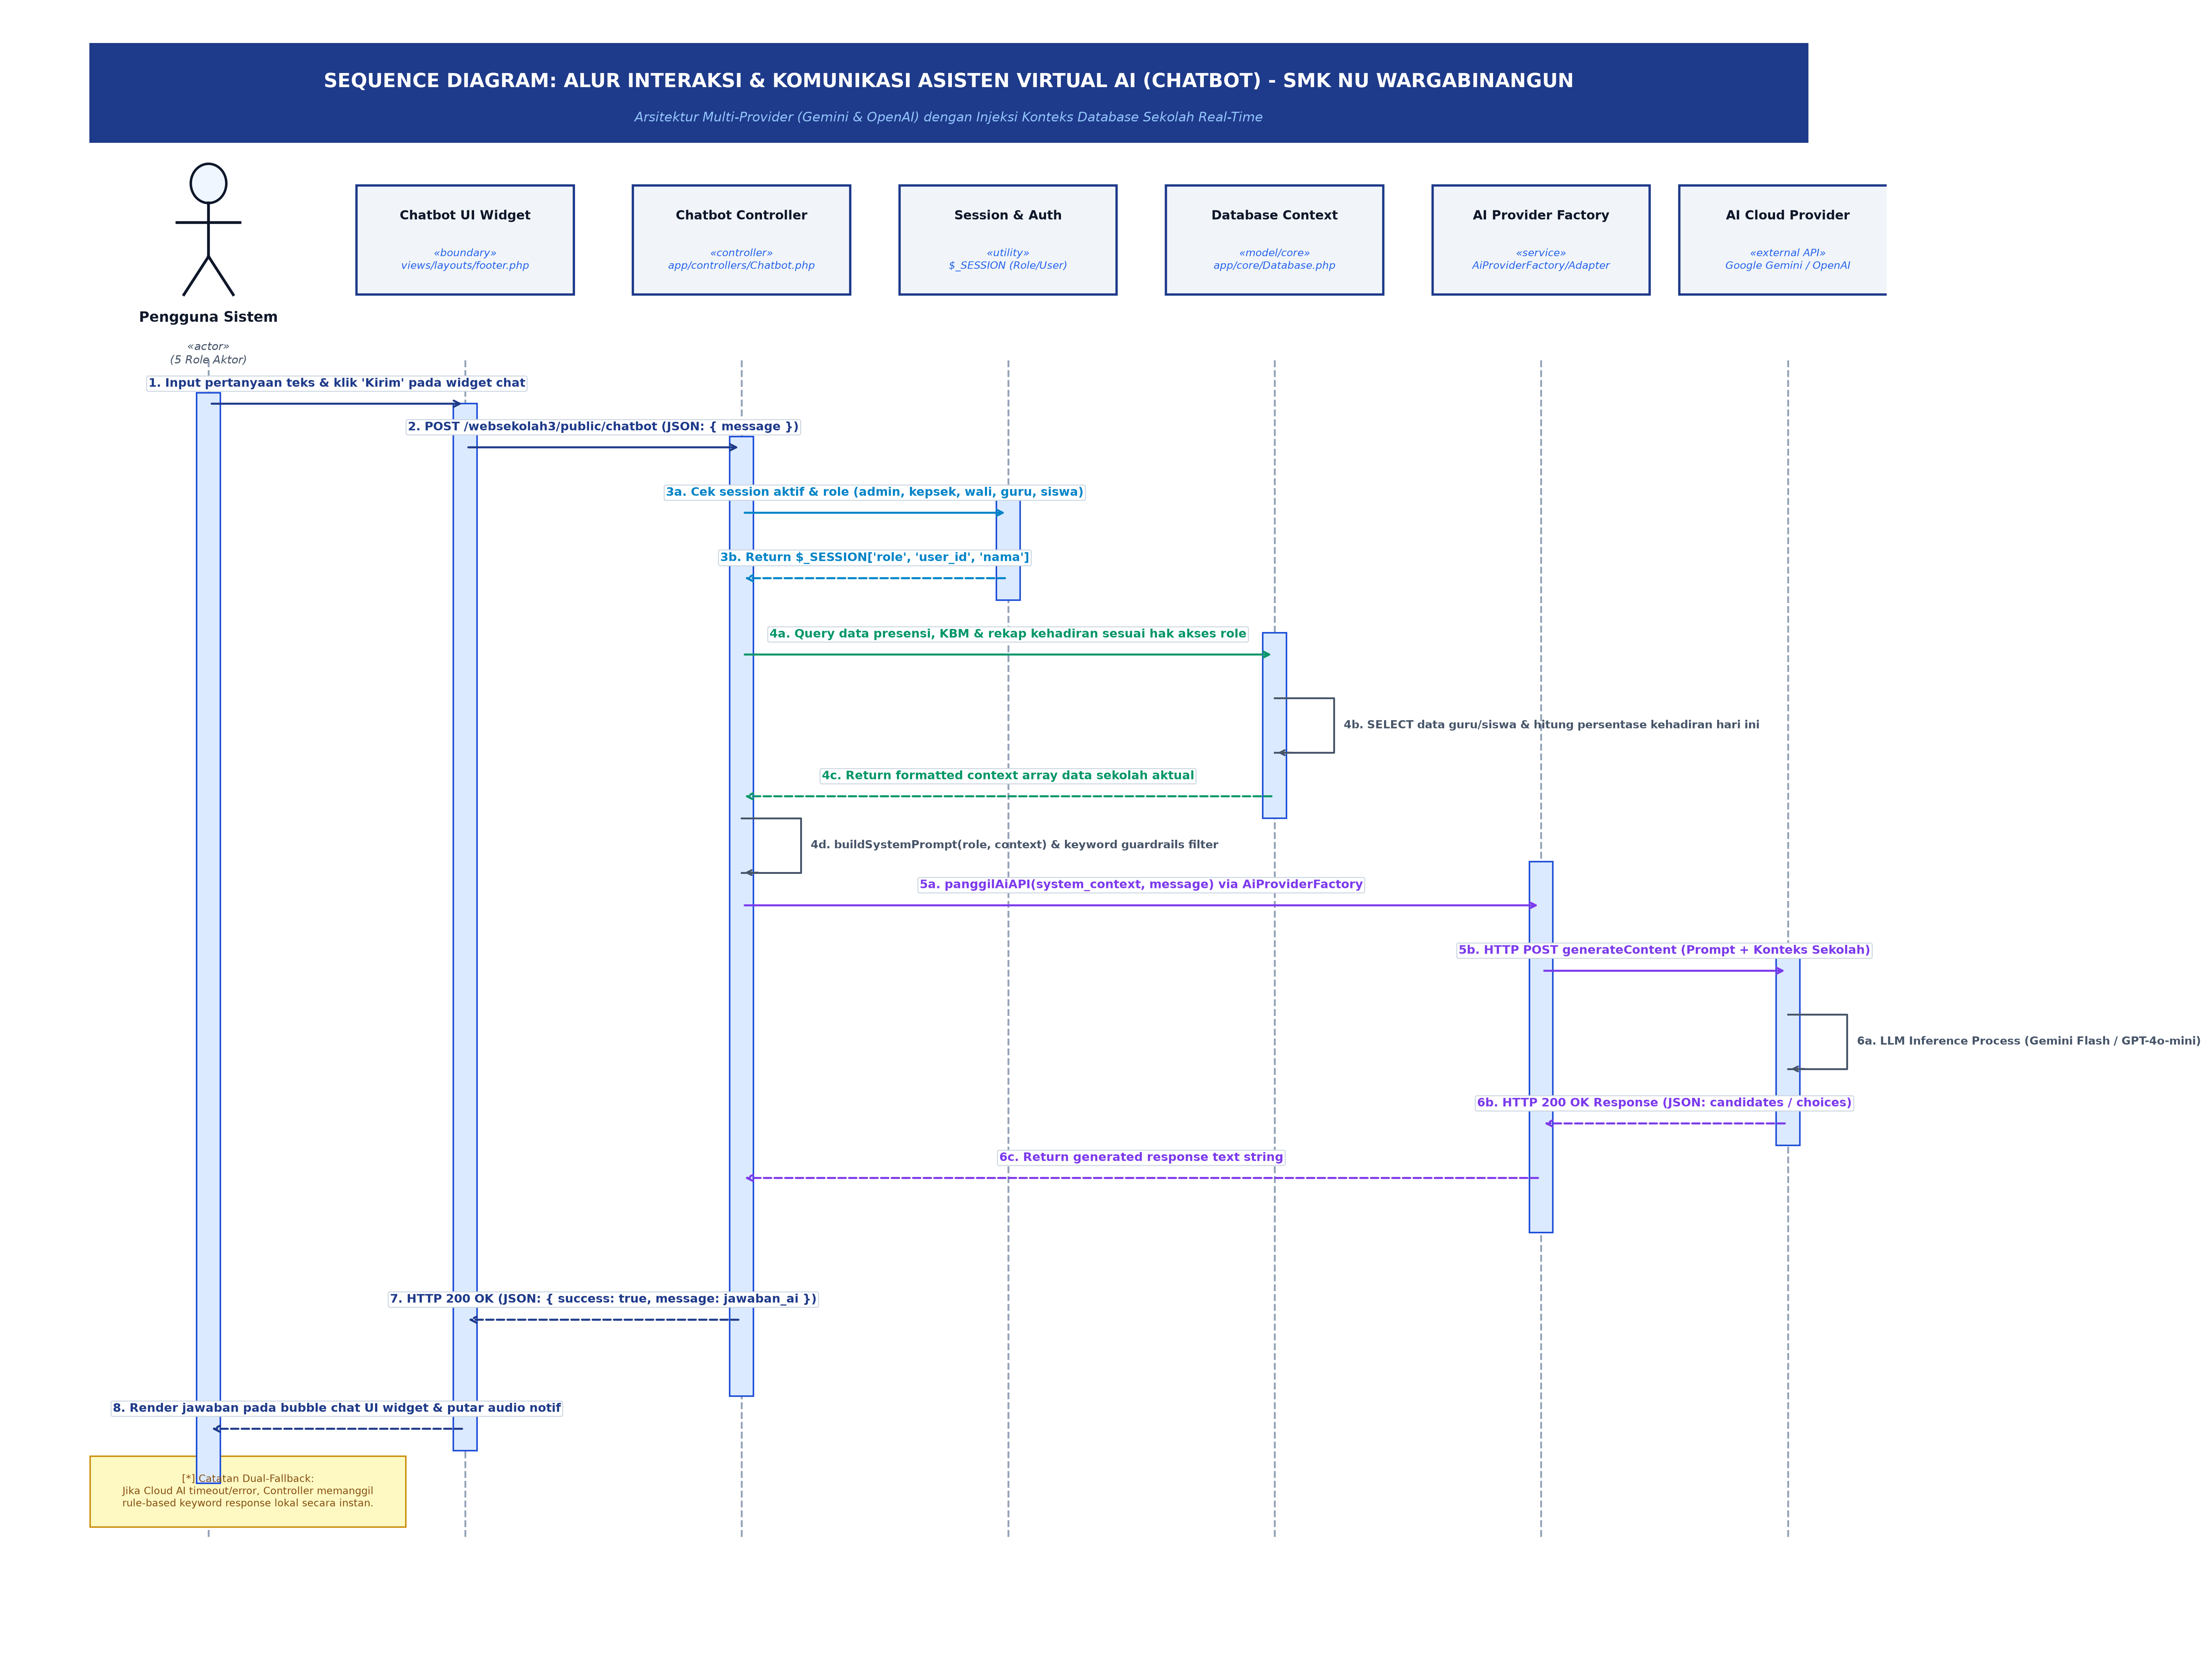 SEQUENCE DIAGRAM: ALUR INTERAKSI & KOMUNIKASI ASISTEN VIRTUAL AI (CHATBOT) - SMK NU WARGABINANGUN
Arsitektur Multi-Provider (Gemini & OpenAI) dengan Injeksi Konteks Database Sekolah Real-Time
Pengguna Sistem
«actor»
(5 Role Aktor)
Chatbot UI Widget
«boundary»
views/layouts/footer.php
Chatbot Controller
«controller»
app/controllers/Chatbot.php
Session & Auth
«utility»
$_SESSION (Role/User)
Database Context
«model/core»
app/core/Database.php
AI Provider Factory
«service»
AiProviderFactory/Adapter
AI Cloud Provider
«external API»
Google Gemini / OpenAI
1. Input pertanyaan teks & klik 'Kirim' pada widget chat
2. POST /websekolah3/public/chatbot (JSON: { message })
3a. Cek session aktif & role (admin, kepsek, wali, guru, siswa)
3b. Return $_SESSION['role', 'user_id', 'nama']
4a. Query data presensi, KBM & rekap kehadiran sesuai hak akses role
4b. SELECT data guru/siswa & hitung persentase kehadiran hari ini
4c. Return formatted context array data sekolah aktual
4d. buildSystemPrompt(role, context) & keyword guardrails filter
5a. panggilAiAPI(system_context, message) via AiProviderFactory
5b. HTTP POST generateContent (Prompt + Konteks Sekolah)
6a. LLM Inference Process (Gemini Flash / GPT-4o-mini)
6b. HTTP 200 OK Response (JSON: candidates / choices)
6c. Return generated response text string
7. HTTP 200 OK (JSON: { success: true, message: jawaban_ai })
8. Render jawaban pada bubble chat UI widget & putar audio notif
[*] Catatan Dual-Fallback:
Jika Cloud AI timeout/error, Controller memanggil
rule-based keyword response lokal secara instan.